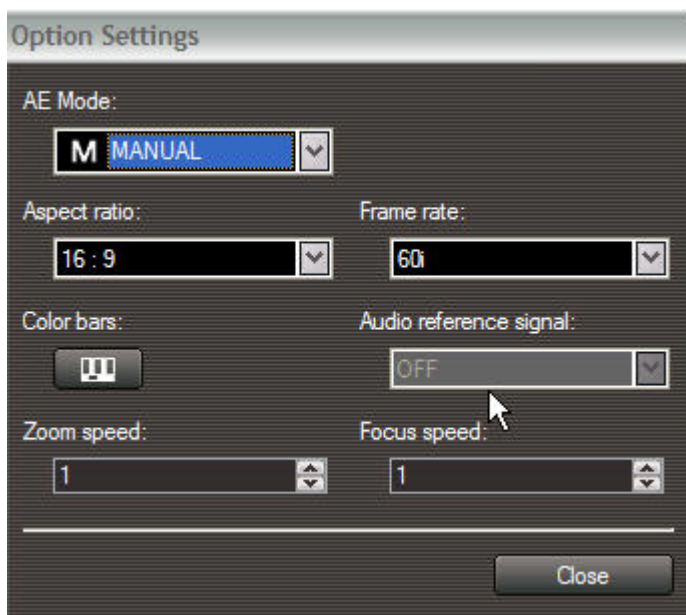 Option Settings
AE Mode:
M MANUAL
Aspect ratio: Frame rate:
16 : 9 60i
Color bars: Audio reference signal:
OFF
Zoom speed: Focus speed:
1 1
Close